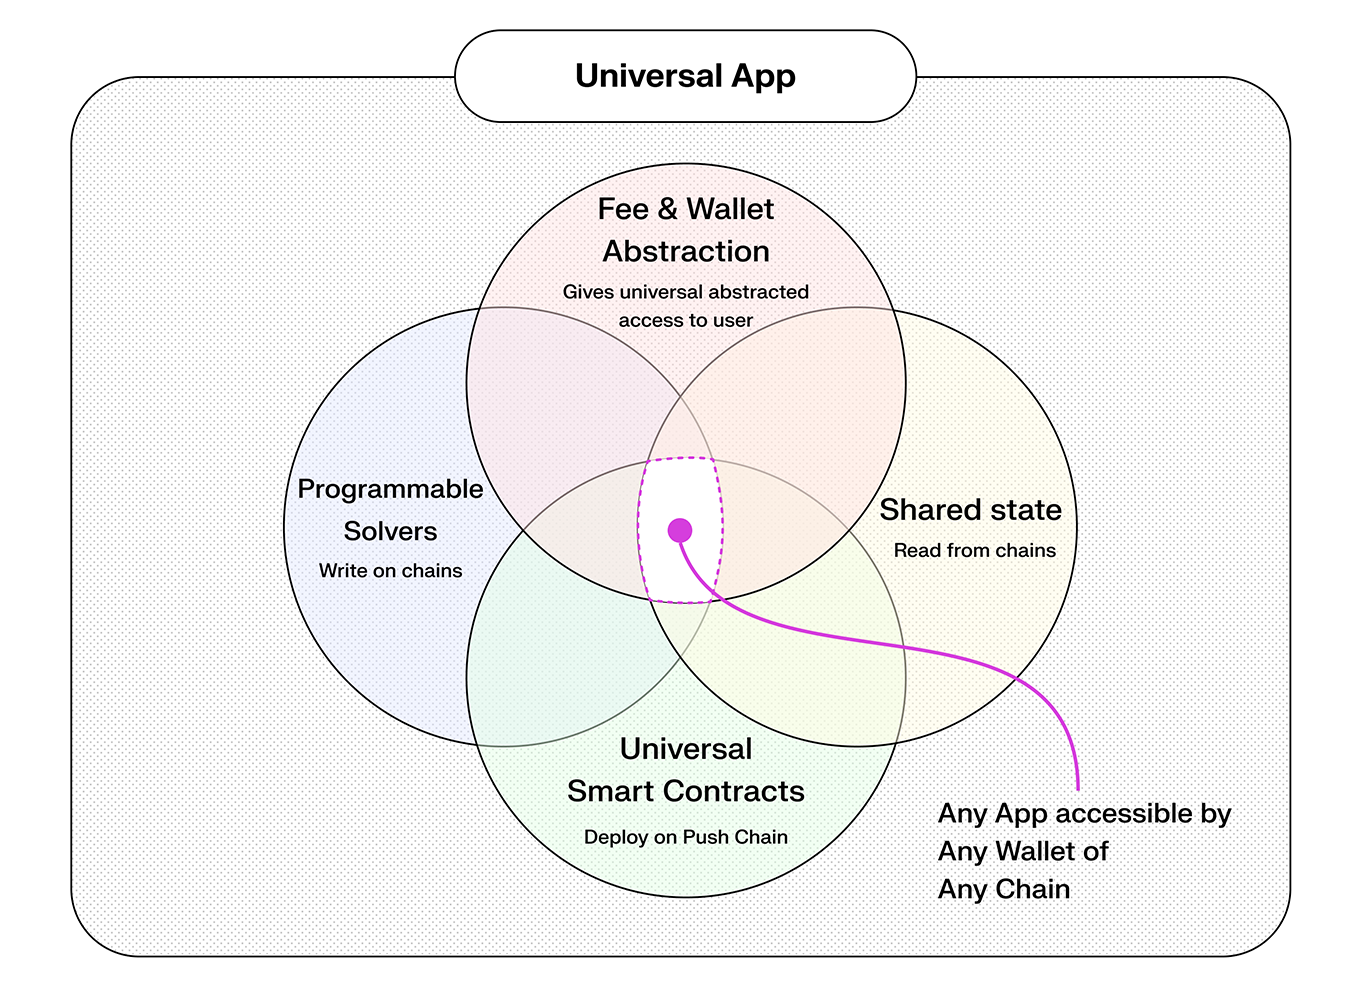 Universal App
Fee & Wallet
Abstraction
Gives universal abstracted
access to user
Programmable
Solvers
Write on chains
Shared state
Read from chains
Universal
Smart Contracts
Deploy on Push Chain
Any App accessible by
Any Wallet of
Any Chain